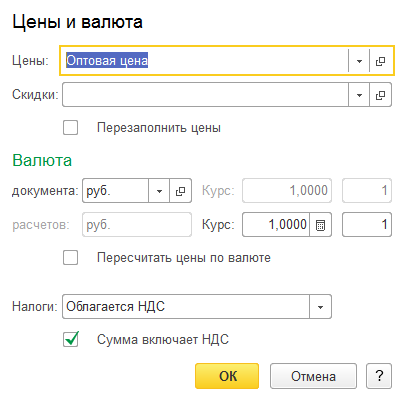 Цены и валюта
Цены: Оптовая цена
Скидки:
Перезаполнить цены
Валюта
документа: руб. Курс: 1,0000 1
расчетов: руб. Курс: 1,0000 1
Пересчитать цены по валюте
Налоги: Облагается НДС
Сумма включает НДС
ОК Отмена ?